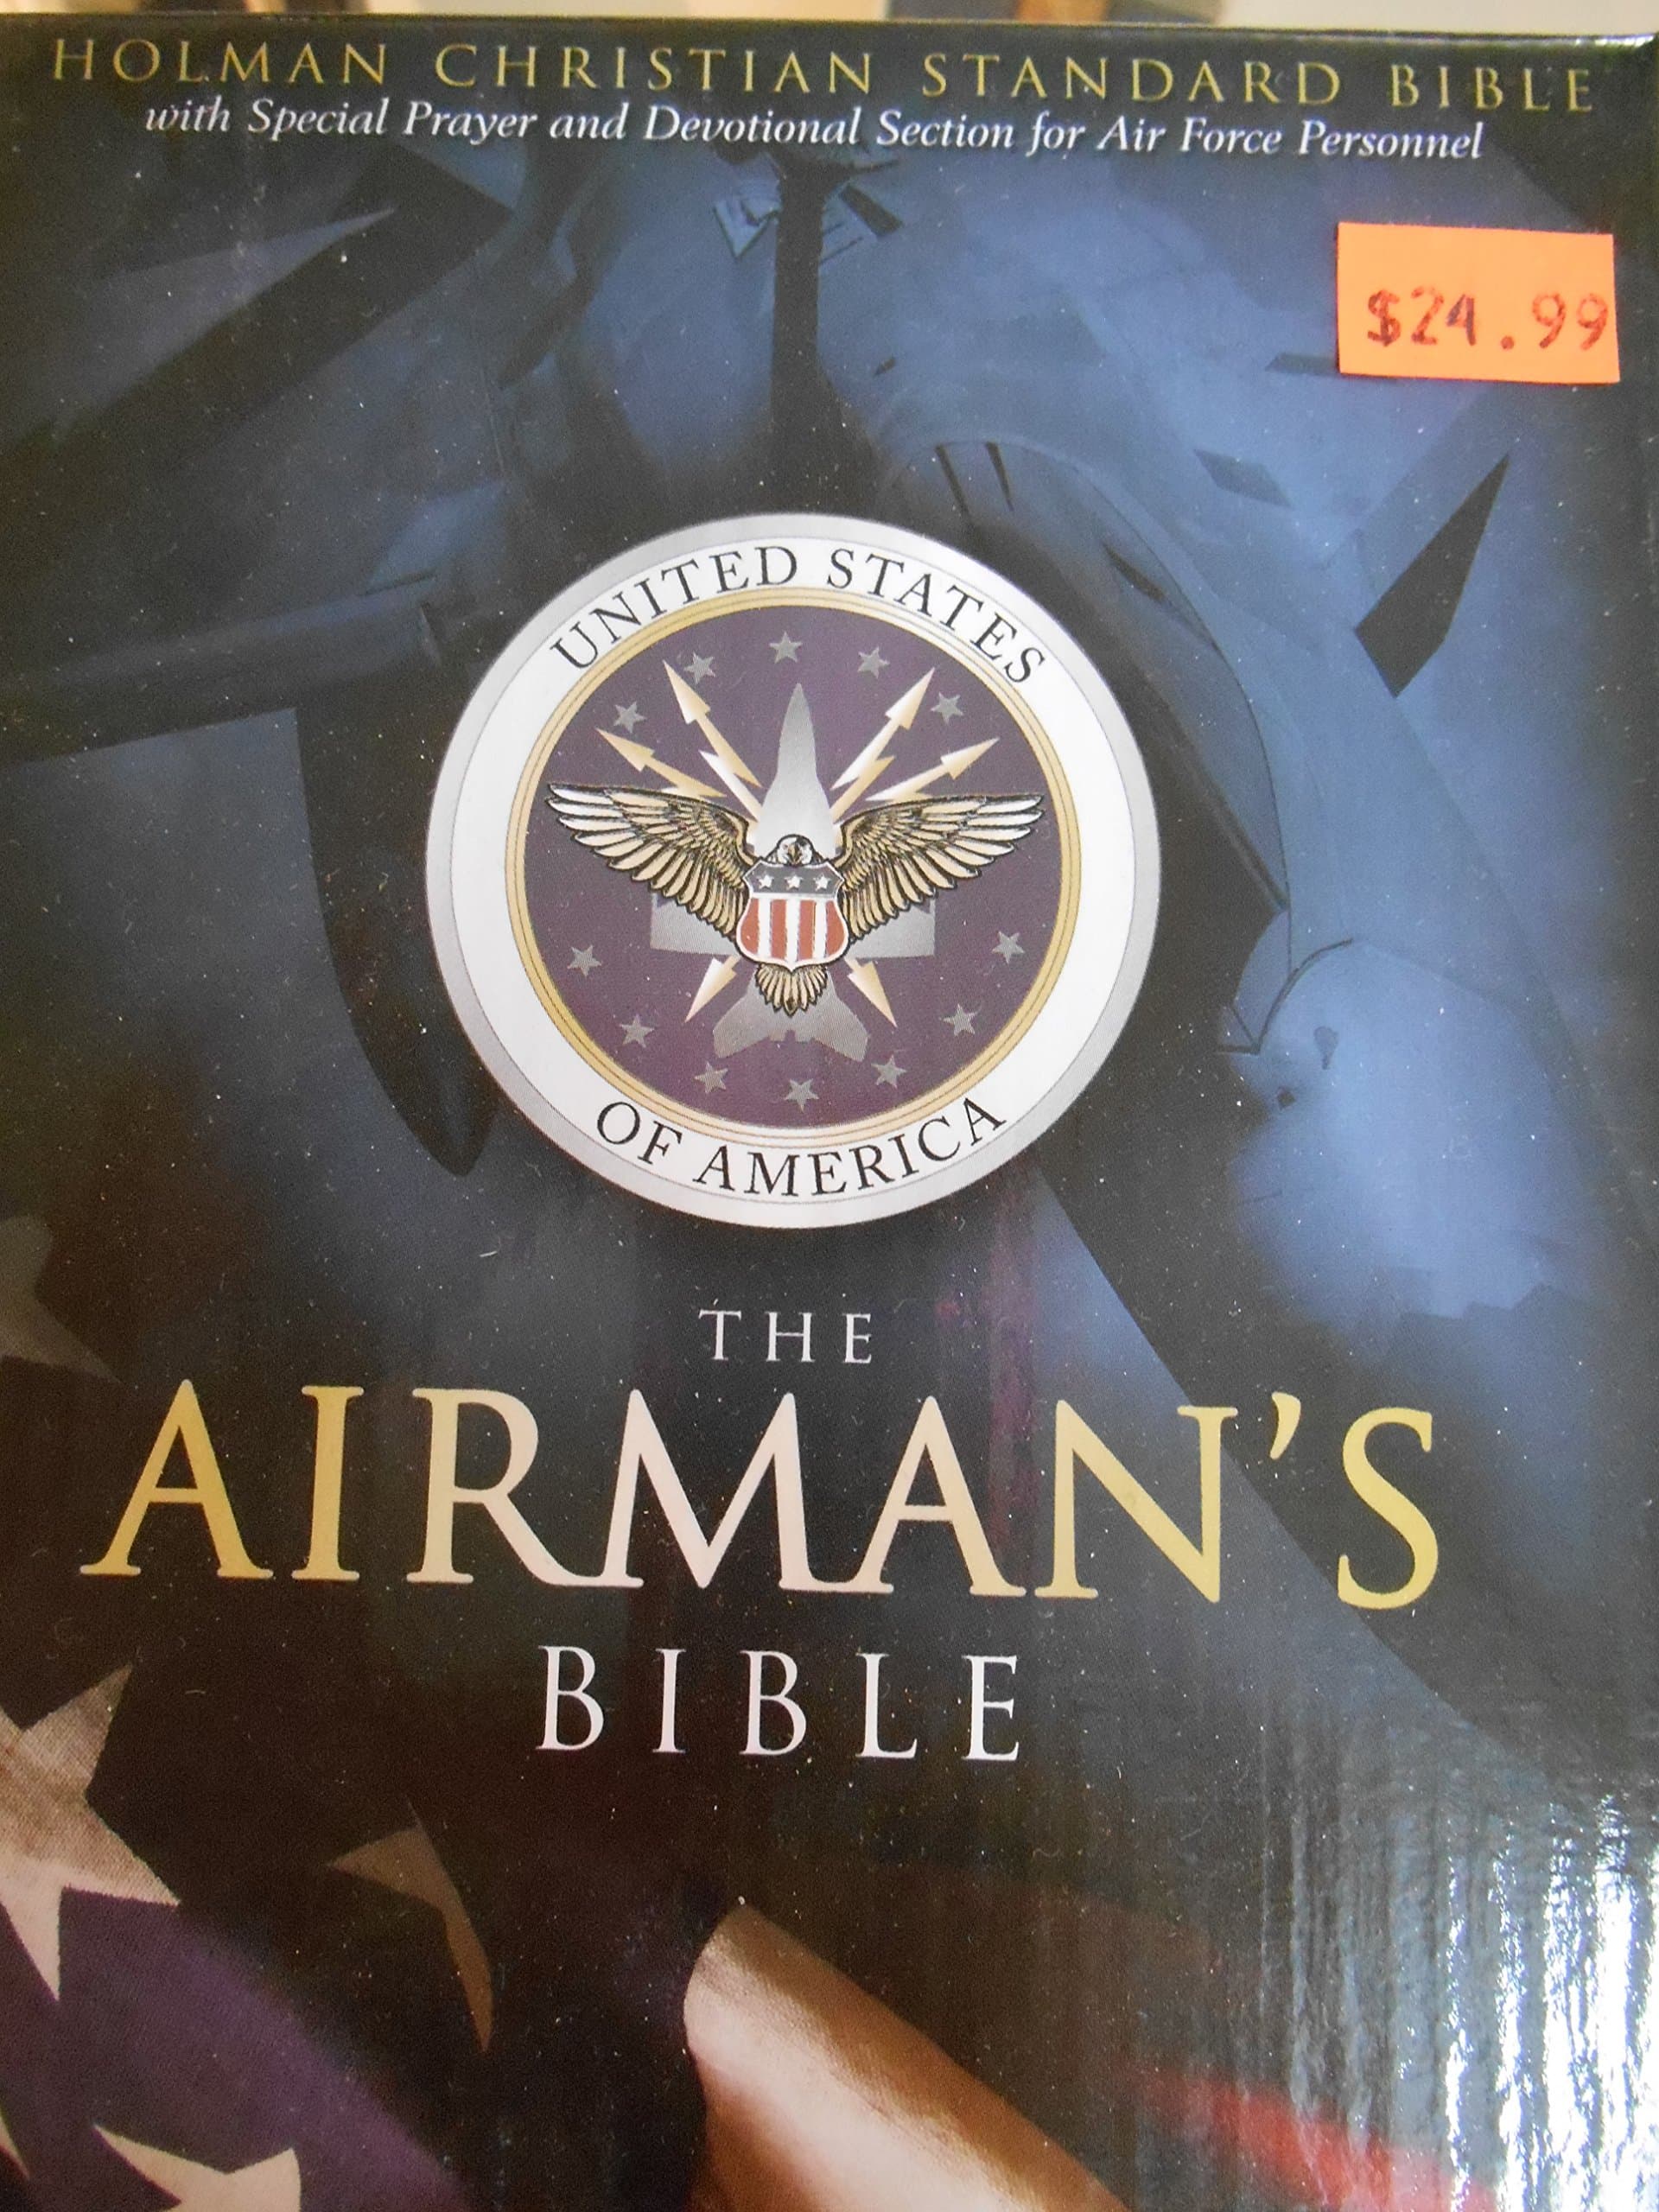 HOLMAN CHRISTIAN STANDARD BIBLE
with Special Prayer and Devotional Section for Air Force Personnel
$24.99
UNITED STATES
OF AMERICA
THE
AIRMAN'S
BIBLE